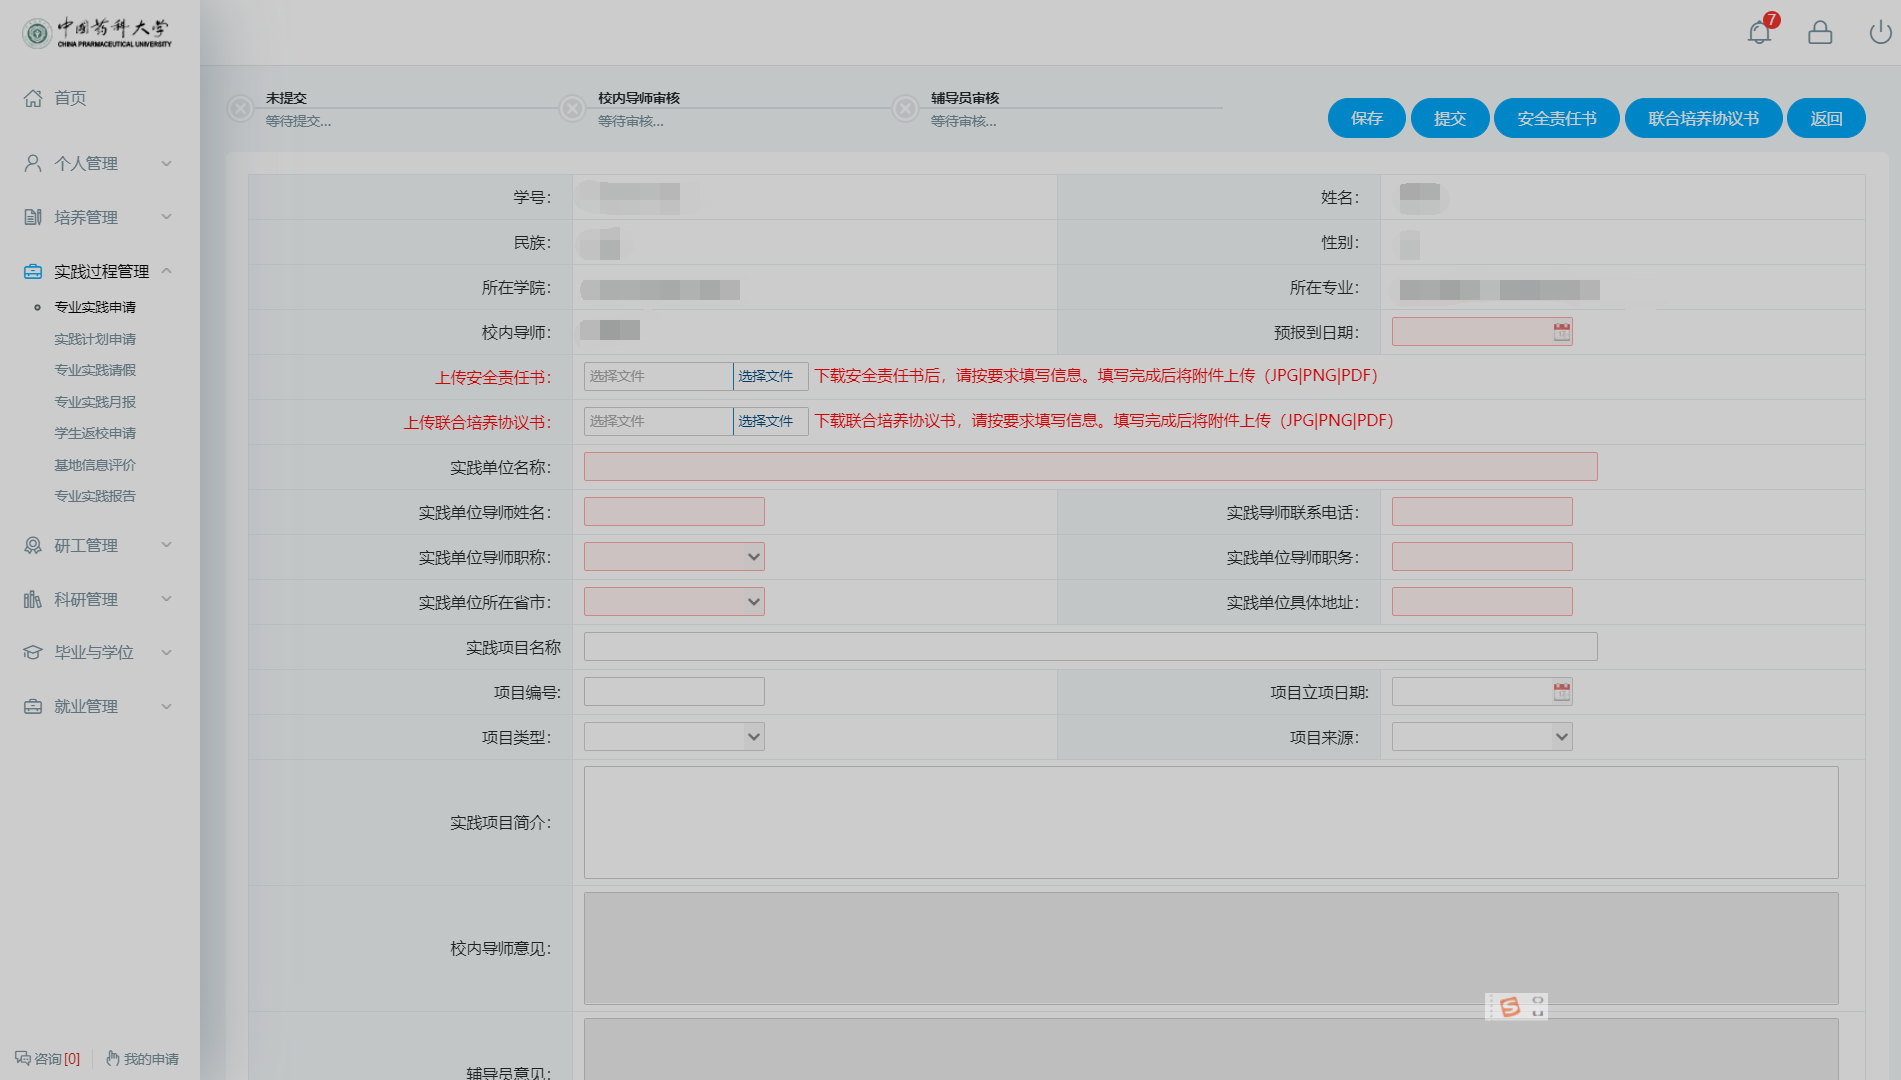 中国药科大学
CHINA PHARMACEUTICAL UNIVERSITY
7
首页
个人管理
培养管理
实践过程管理
专业实践申请
实践计划申请
专业实践请假
专业实践月报
学生返校申请
基地信息评价
专业实践报告
研工管理
科研管理
毕业与学位
就业管理
咨询[0]
我的申请
未提交
等待提交...
校内导师审核
等待审核...
辅导员审核
等待审核...
保存
提交
安全责任书
联合培养协议书
返回
学号：
姓名：
民族：
性别：
所在学院：
所在专业：
校内导师：
预报到日期：
上传安全责任书：
选择文件
选择文件
下载安全责任书后，请按要求填写信息。填写完成后将附件上传（JPG|PNG|PDF）
上传联合培养协议书：
选择文件
选择文件
下载联合培养协议书，请按要求填写信息。填写完成后将附件上传（JPG|PNG|PDF）
实践单位名称：
实践单位导师姓名：
实践导师联系电话：
实践单位导师职称：
实践单位导师职务：
实践单位所在省市：
实践单位具体地址：
实践项目名称
项目编号:
项目立项日期:
项目类型：
项目来源：
实践项目简介：
校内导师意见：
辅导员意见：